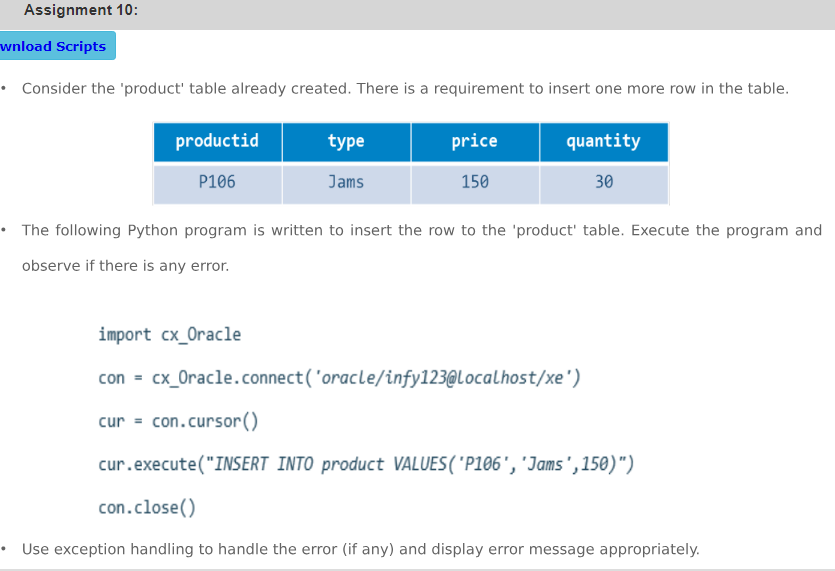 Assignment 10:
wnload Scripts
• Consider the 'product' table already created. There is a requirement to insert one more row in the table.
productid type price quantity
P106 Jams 150 30
• The following Python program is written to insert the row to the 'product' table. Execute the program and
observe if there is any error.
import cx_Oracle
con = cx_Oracle.connect('oracle/infy123@localhost/xe')
cur = con.cursor()
cur.execute("INSERT INTO product VALUES('P106','Jams',150)")
con.close()
• Use exception handling to handle the error (if any) and display error message appropriately.